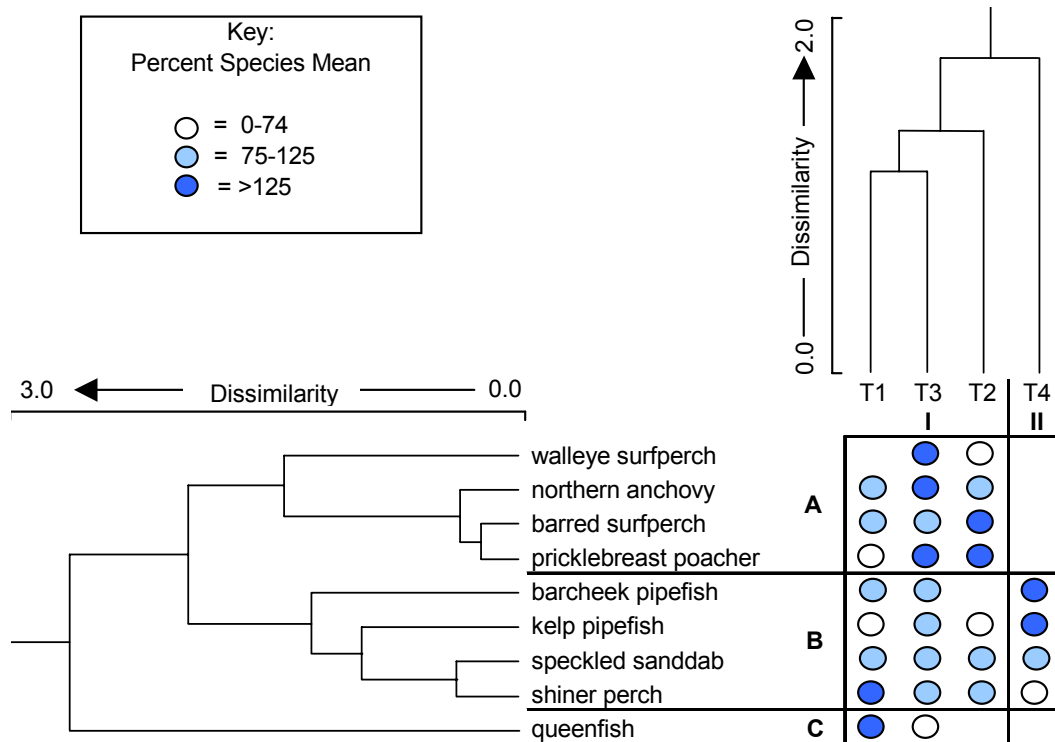 Key:
Percent Species Mean
= 0-74
= 75-125
= >125
2.0
Dissimilarity
0.0
3.0 Dissimilarity 0.0
T1 T3 T2 T4
I II
walleye surfperch
northern anchovy
A
barred surfperch
pricklebreast poacher
barcheek pipefish
kelp pipefish
B
speckled sanddab
shiner perch
queenfish C